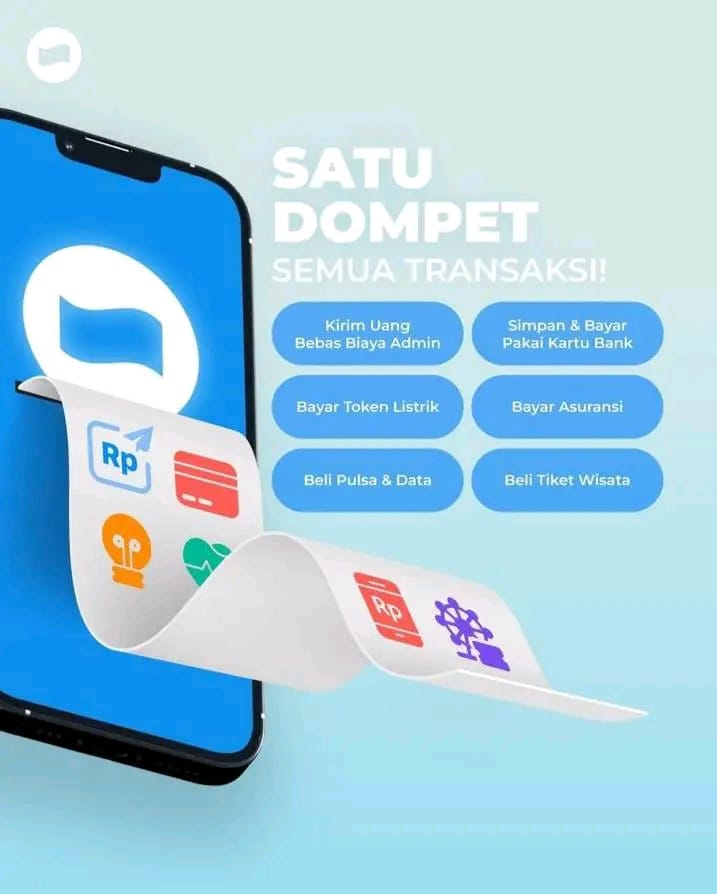 SATU
DOMPET
SEMUA TRANSAKSI!
Kirim Uang
Bebas Biaya Admin
Simpan & Bayar
Pakai Kartu Bank
Bayar Token Listrik
Bayar Asuransi
Beli Pulsa & Data
Beli Tiket Wisata
Rp
Rp